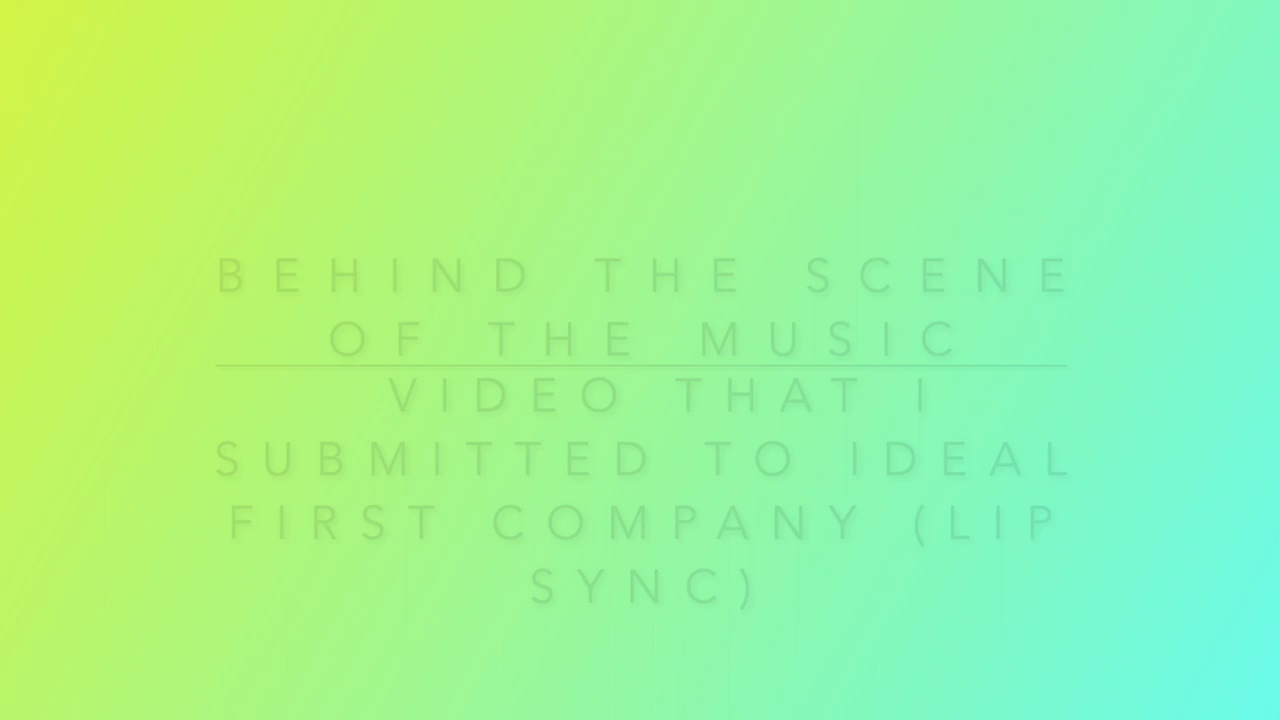 BEHIND THE SCENE
OF THE MUSIC
VIDEO THAT I
SUBMITTED TO IDEAL
FIRST COMPANY (LIP
SYNC)